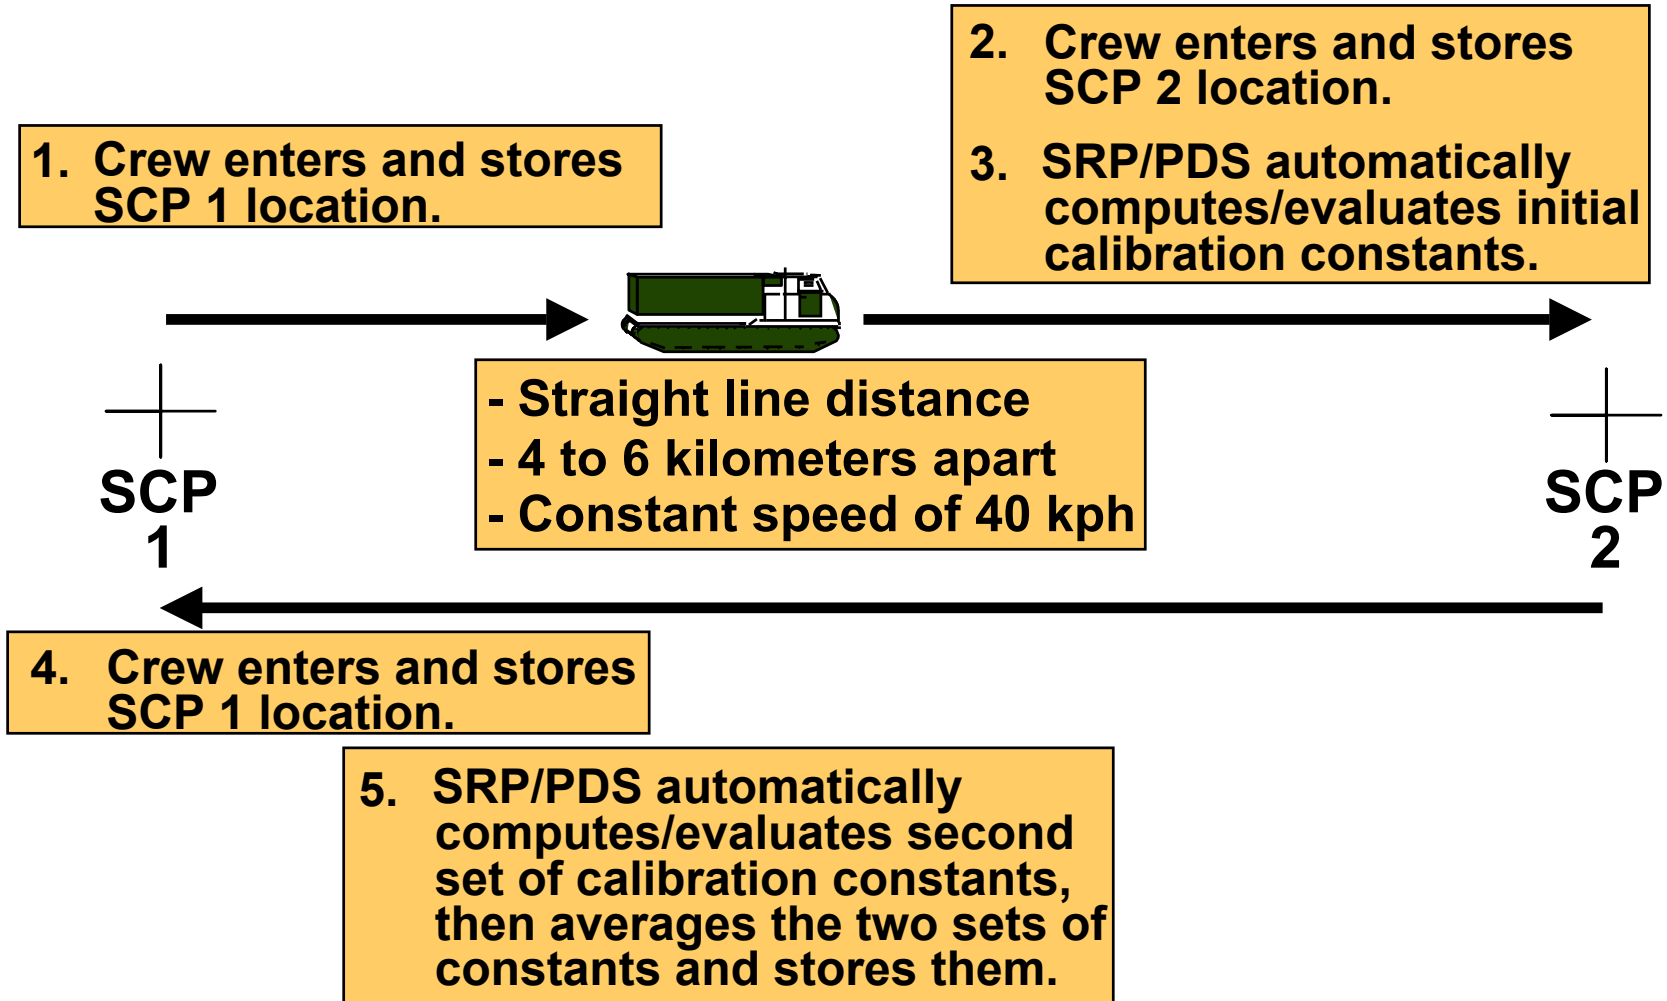 1. Crew enters and stores
SCP 1 location.
2. Crew enters and stores
SCP 2 location.
3. SRP/PDS automatically
computes/evaluates initial
calibration constants.
- Straight line distance
- 4 to 6 kilometers apart
- Constant speed of 40 kph
SCP
1
SCP
2
4. Crew enters and stores
SCP 1 location.
5. SRP/PDS automatically
computes/evaluates second
set of calibration constants,
then averages the two sets of
constants and stores them.